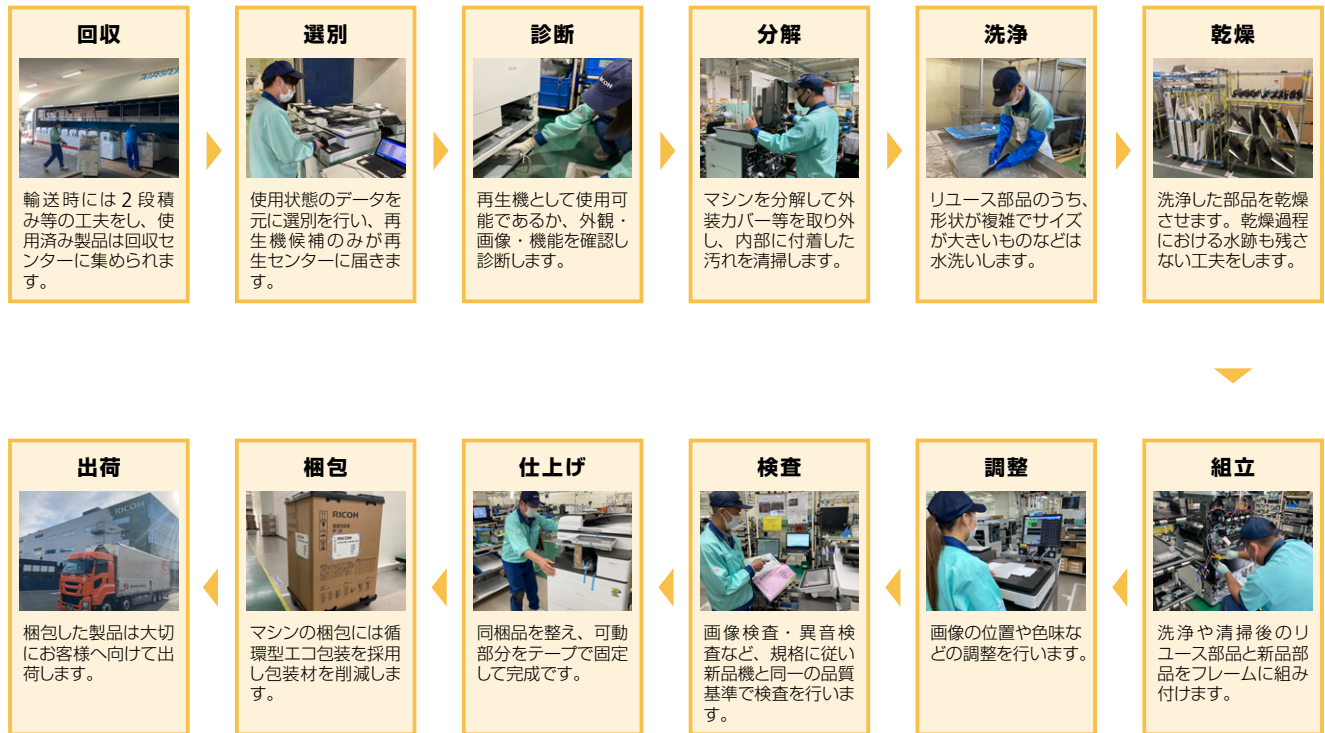 回収
輸送時には2段積
み等の工夫をし、使
用済み製品は回収セ
ンターに集められま
す。
選別
使用状態のデータを
元に選別を行い、再
生機候補のみが再
生センターに届きま
す。
診断
再生機として使用可
能であるか、外観・
画像・機能を確認し
診断します。
分解
マシンを分解して外
装カバー等を取り外
し、内部に付着した
汚れを清掃します。
洗浄
リユース部品のうち、
形状が複雑でサイズ
が大きいものなどは
水洗いします。
乾燥
洗浄した部品を乾燥
させます。乾燥過程
における水跡も残さ
ない工夫をします。
組立
洗浄や清掃後のリ
ユース部品と新品部
品をフレームに組み
付けます。
調整
画像の位置や色味な
どの調整を行います。
検査
画像検査・異音検
査など、規格に従い
新品機と同一の品質
基準で検査を行いま
す。
仕上げ
同梱品を整え、可動
部分をテープで固定
して完成です。
梱包
RICOH
マシンの梱包には循
環型エコ包装を採用
し包装材を削減しま
す。
出荷
RICOH
梱包した製品は大切
にお客様へ向けて出
荷します。